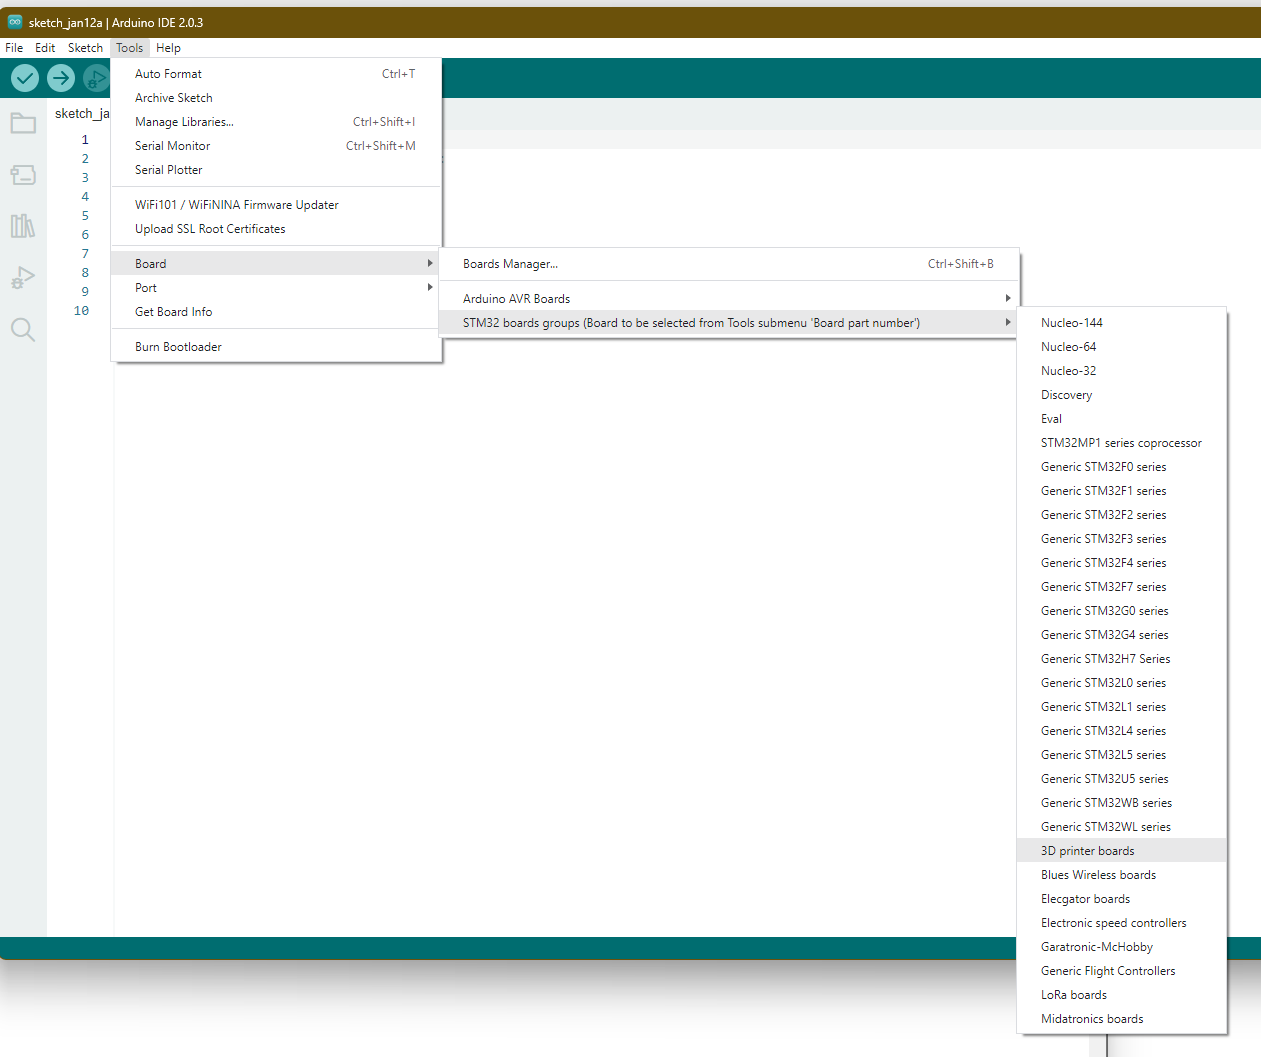 sketch_jan12a | Arduino IDE 2.0.3
File Edit Sketch Tools Help
sketch_ja
1
2
3
4
5
6
7
8
9
10
Auto Format Ctrl+T
Archive Sketch
Manage Libraries... Ctrl+Shift+I
Serial Monitor Ctrl+Shift+M
Serial Plotter
WiFi101 / WiFiNINA Firmware Updater
Upload SSL Root Certificates
Board
Port
Get Board Info
Burn Bootloader
Boards Manager... Ctrl+Shift+B
Arduino AVR Boards
STM32 boards groups (Board to be selected from Tools submenu 'Board part number')
Nucleo-144
Nucleo-64
Nucleo-32
Discovery
Eval
STM32MP1 series coprocessor
Generic STM32F0 series
Generic STM32F1 series
Generic STM32F2 series
Generic STM32F3 series
Generic STM32F4 series
Generic STM32F7 series
Generic STM32G0 series
Generic STM32G4 series
Generic STM32H7 Series
Generic STM32L0 series
Generic STM32L1 series
Generic STM32L4 series
Generic STM32L5 series
Generic STM32U5 series
Generic STM32WB series
Generic STM32WL series
3D printer boards
Blues Wireless boards
Elecgator boards
Electronic speed controllers
Garatronic-McHobby
Generic Flight Controllers
LoRa boards
Midatronics boards